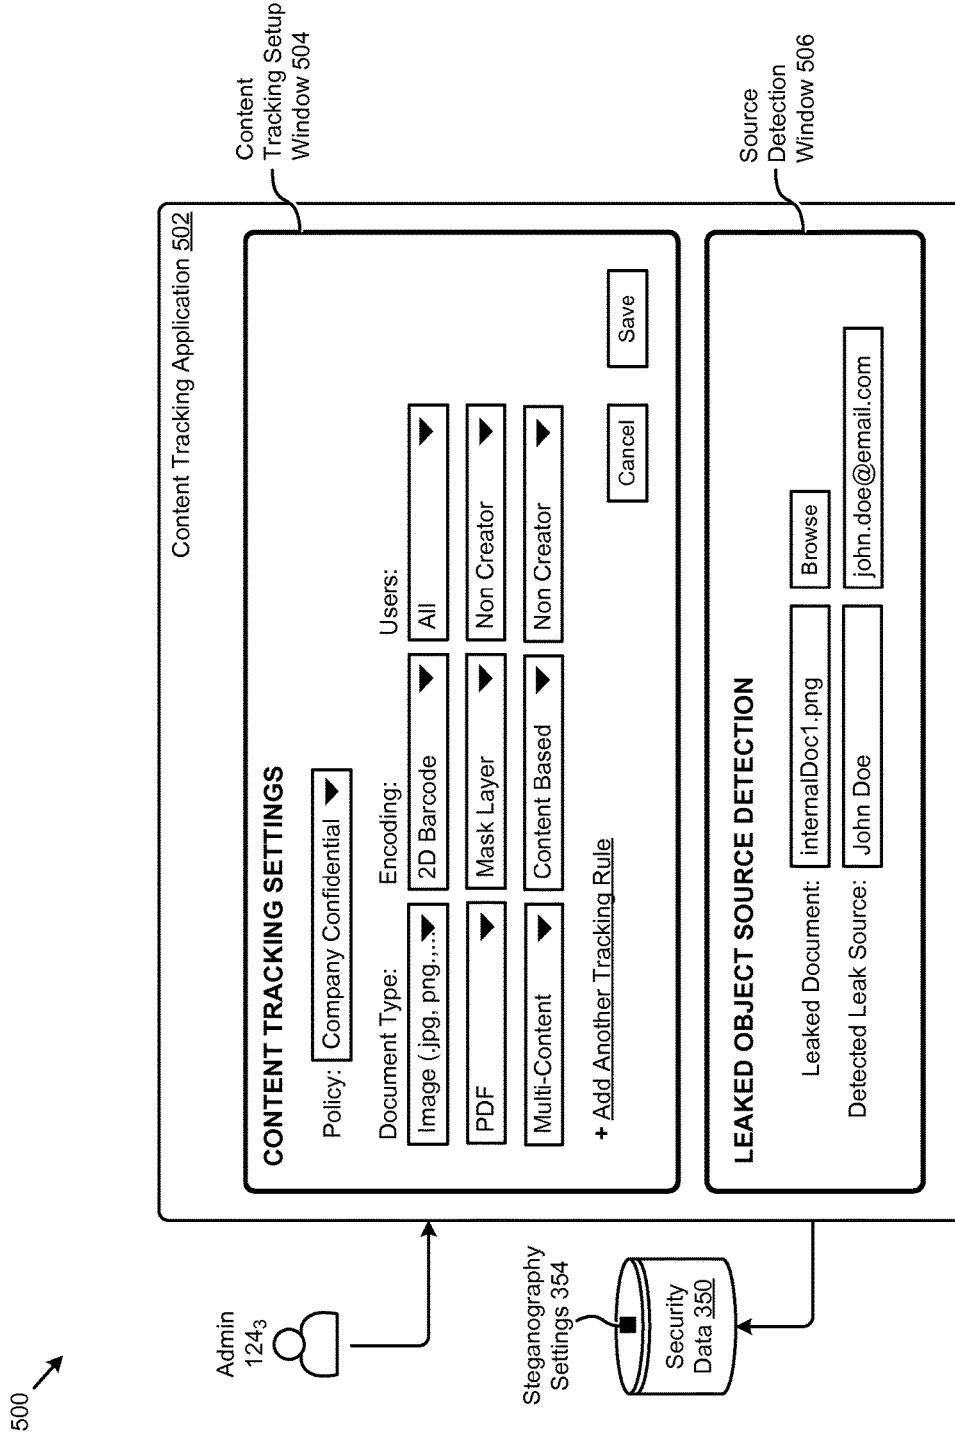 500
Admin
124₃
Content Tracking Application 502
Content
Tracking Setup
Window 504
CONTENT TRACKING SETTINGS
Policy: Company Confidential
Document Type: Encoding: Users:
Image (.jpg, png.,... 2D Barcode All
PDF Mask Layer Non Creator
Multi-Content Content Based Non Creator
+ Add Another Tracking Rule
Cancel Save
Steganography
Settings 354
Security
Data 350
Source
Detection
Window 506
LEAKED OBJECT SOURCE DETECTION
Leaked Document: internalDoc1.png Browse
Detected Leak Source: John Doe john.doe@email.com